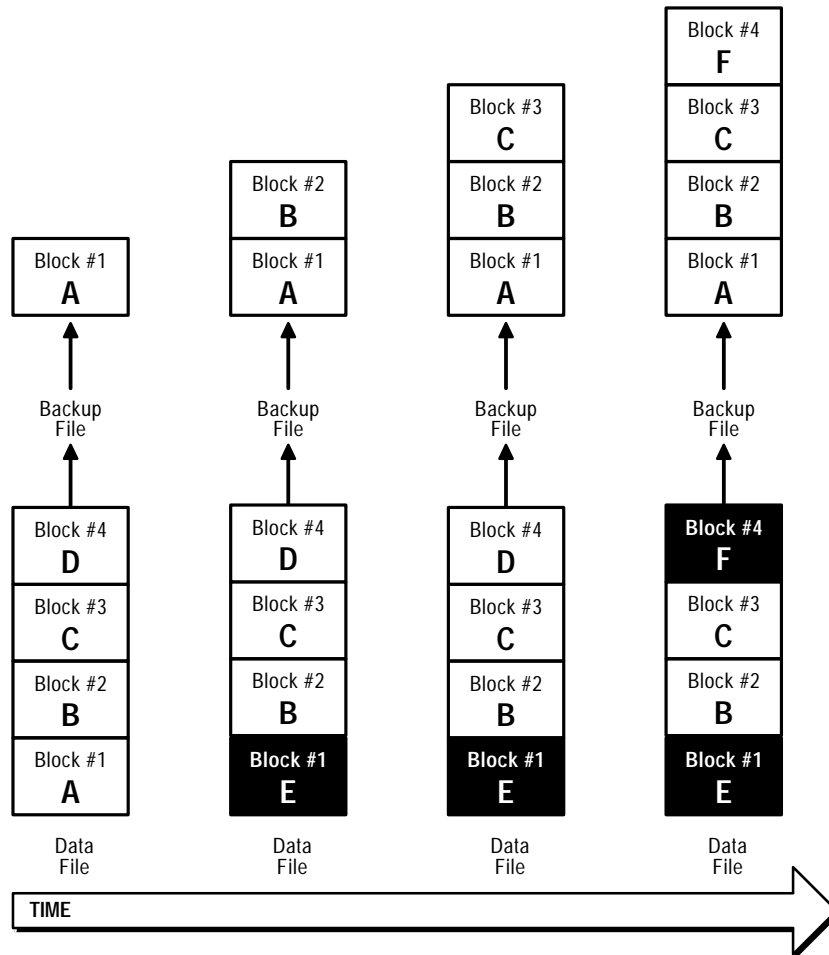 Block #4
F
Block #3
C
Block #3
C
Block #2
B
Block #2
B
Block #2
B
Block #1
A
Block #1
A
Block #1
A
Block #1
A
Backup
File
Backup
File
Backup
File
Backup
File
Block #4
D
Block #4
D
Block #4
D
Block #4
F
Block #3
C
Block #3
C
Block #3
C
Block #3
C
Block #2
B
Block #2
B
Block #2
B
Block #2
B
Block #1
A
Block #1
E
Block #1
E
Block #1
E
Data
File
Data
File
Data
File
Data
File
TIME